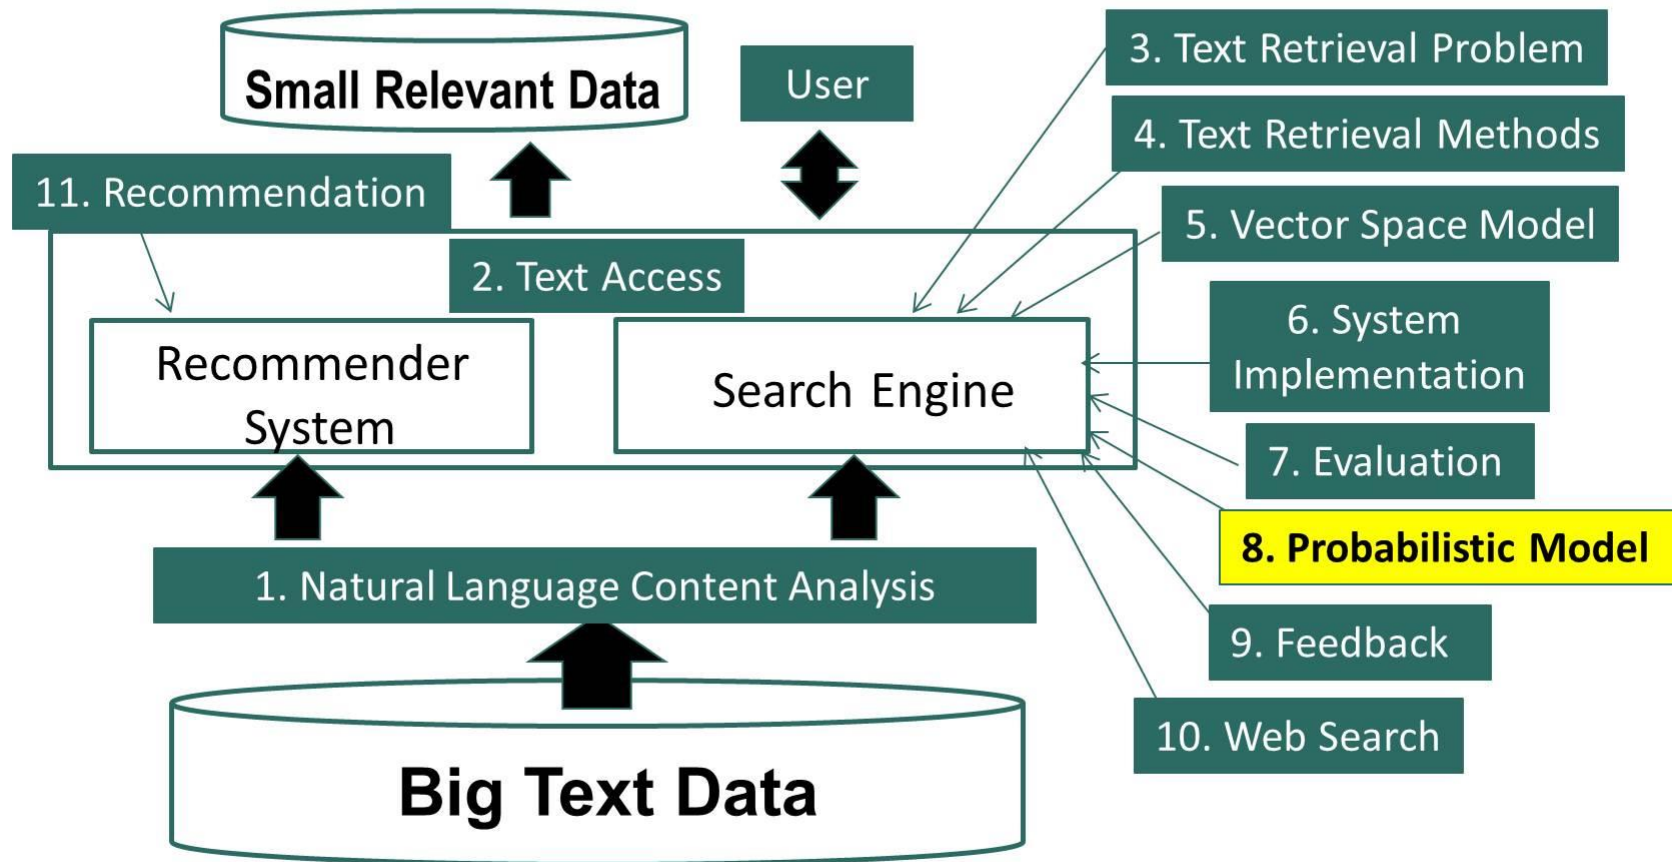 Small Relevant Data
User
3. Text Retrieval Problem
4. Text Retrieval Methods
11. Recommendation
5. Vector Space Model
2. Text Access
Recommender
System
Search Engine
6. System
Implementation
7. Evaluation
8. Probabilistic Model
1. Natural Language Content Analysis
9. Feedback
10. Web Search
Big Text Data